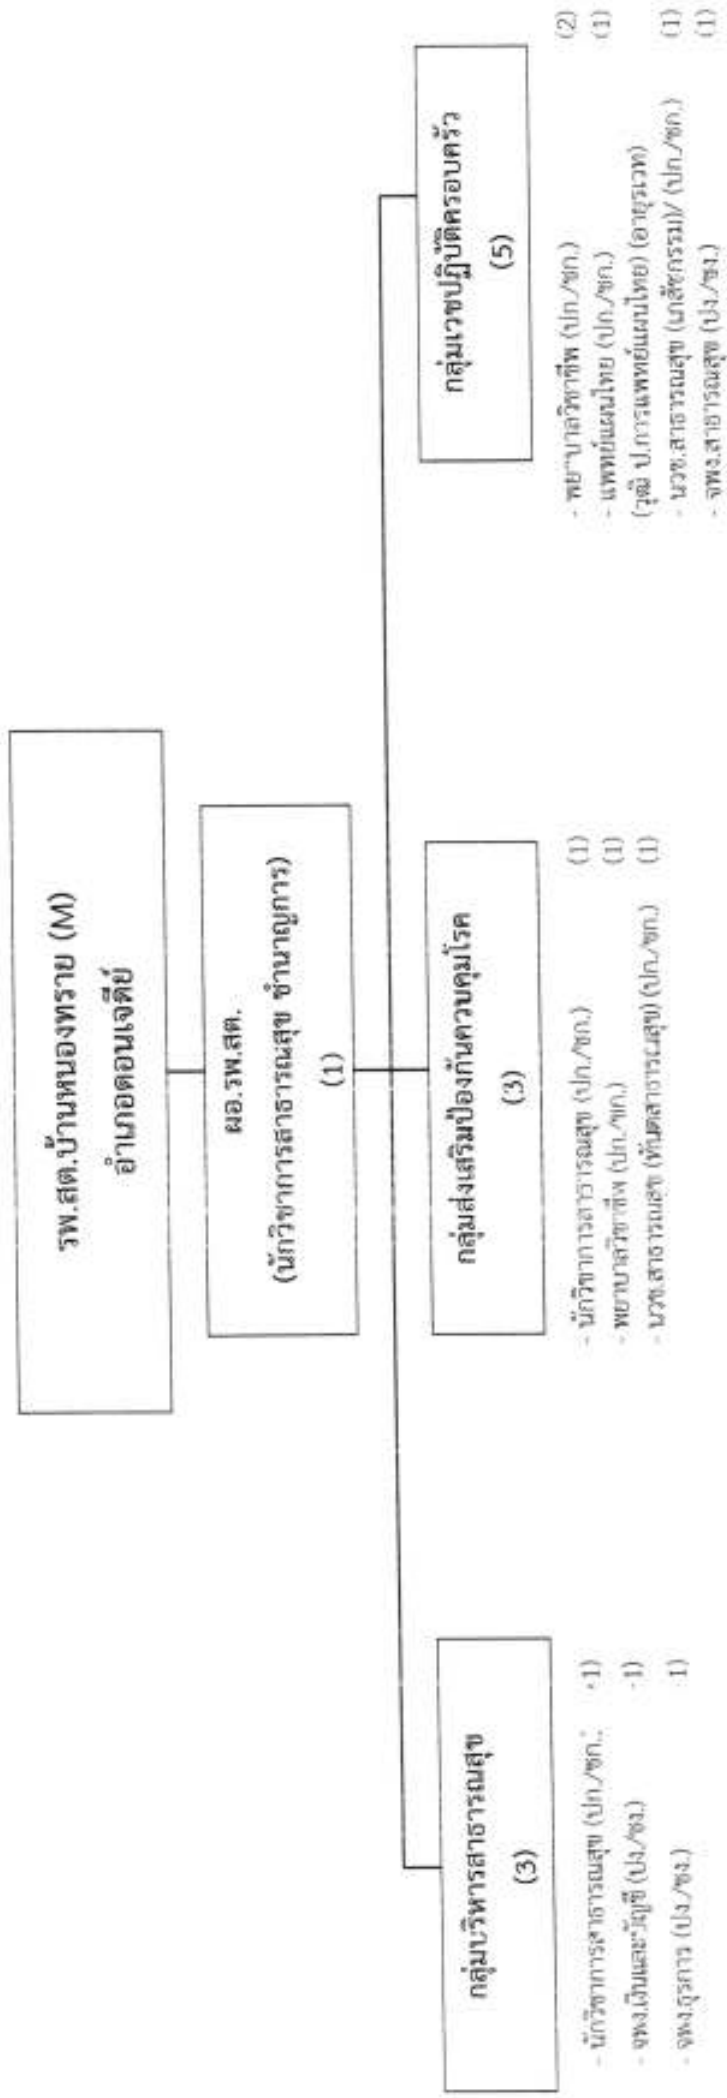 รพ.สต.บ้านหนองทราย (M)
อำเภอดอนเจดีย์
ผอ.รพ.สต.
(นักวิชาการสาธารณสุข ชำนาญการ)
(1)
กลุ่มบริหารสาธารณสุข
(3)
- นักวิชาการสาธารณสุข (ปก./ชก. 1)
- จพง.เงินและบัญชี (ปง./ชง.) 1)
- จพง.ธุรการ (ปง./ชง.) 1)
กลุ่มส่งเสริมป้องกันควบคุมโรค
(3)
- นักวิชาการสาธารณสุข (ปก./ชก.) (1)
- พยาบาลวิชาชีพ (ปก./ชก.) (1)
- นวช.สาธารณสุข (ทันตสาธารณสุข) (ปก./ชก.) (1)
กลุ่มเวชปฏิบัติครอบครัว
(5)
- พยาบาลวิชาชีพ (ปก./ชก.) (2)
- แพทย์แผนไทย (ปก./ชก.) (1)
(วุฒิ ป.การแพทย์แผนไทย) (อายุรเวท)
- นวช.สาธารณสุข (เภสัชกรรม)/ (ปก./ชก.) (1)
- จพง.สาธารณสุข (ปง./ชง.) (1)